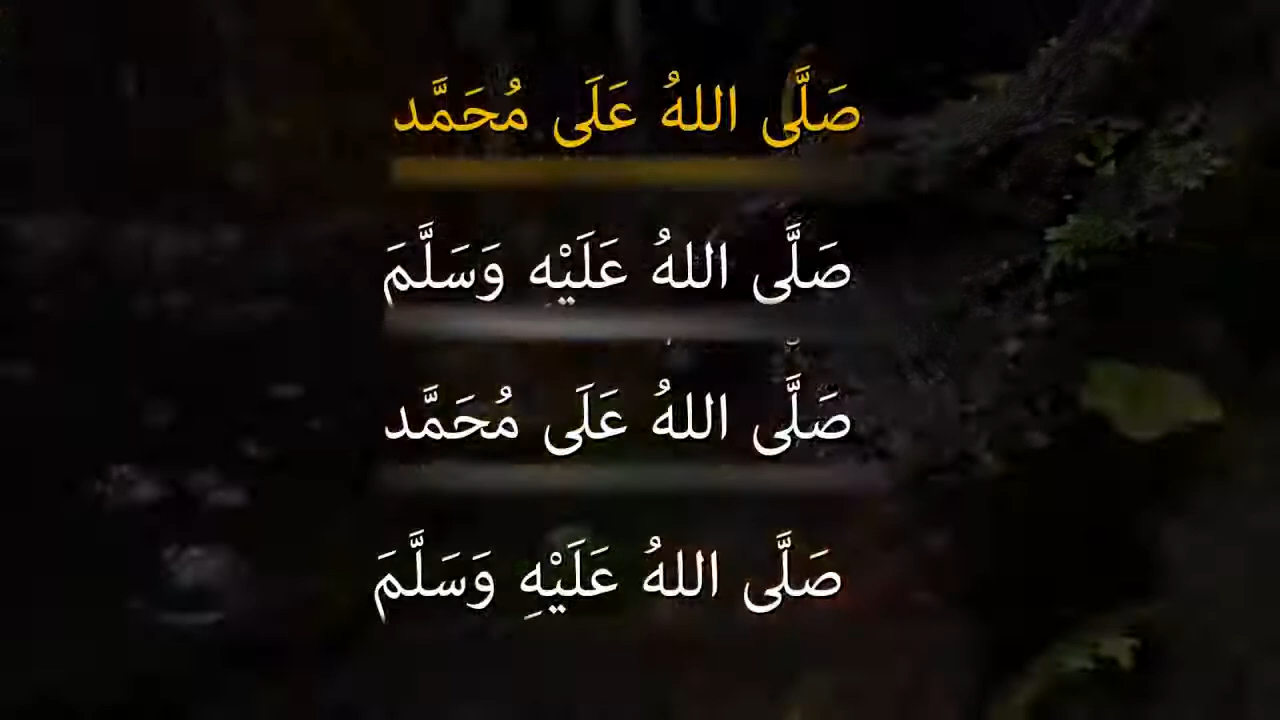 صَلَّى اللهُ عَلَى مُحَمَّد
صَلَّى اللهُ عَلَيْهِ وَسَلَّمَ
صَلَّى اللهُ عَلَى مُحَمَّد
صَلَّى اللهُ عَلَيْهِ وَسَلَّمَ